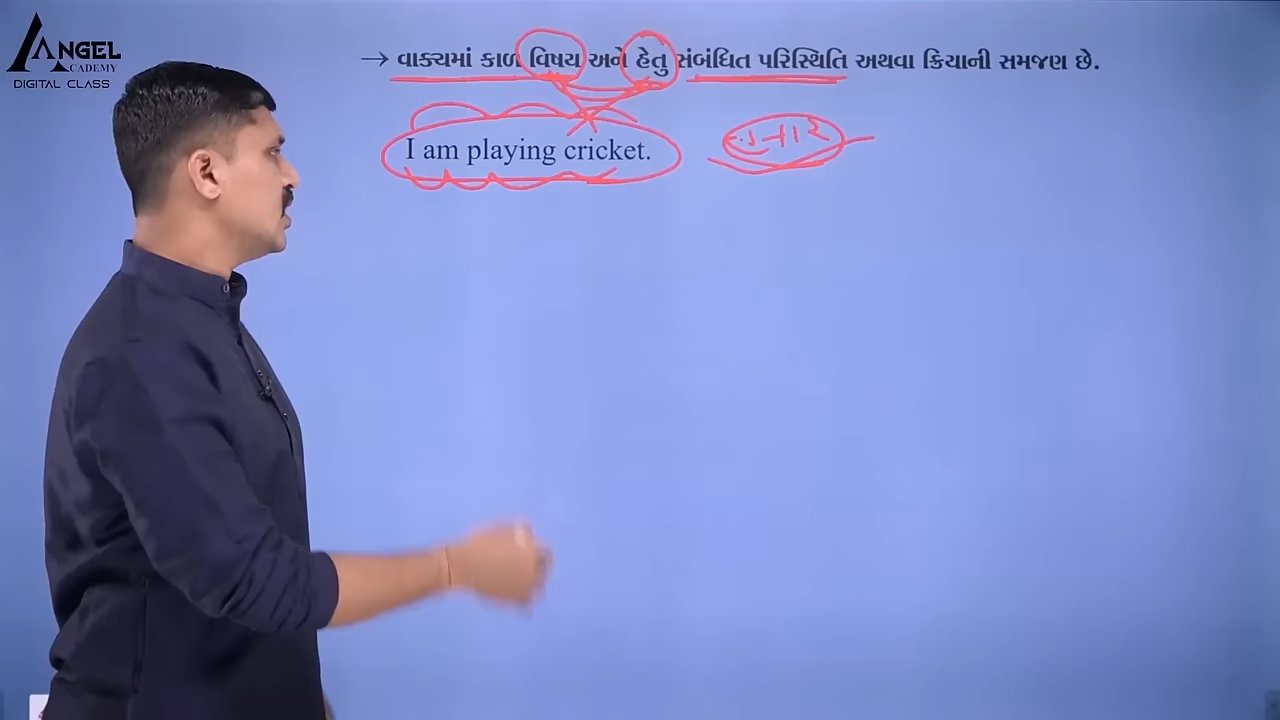 ANGEL
ACADEMY
DIGITAL CLASS
→ વાક્યમાં કાળ વિષય અને હેતુ સંબંધિત પરિસ્થિતિ અથવા ક્રિયાની સમજણ છે.
I am playing cricket.